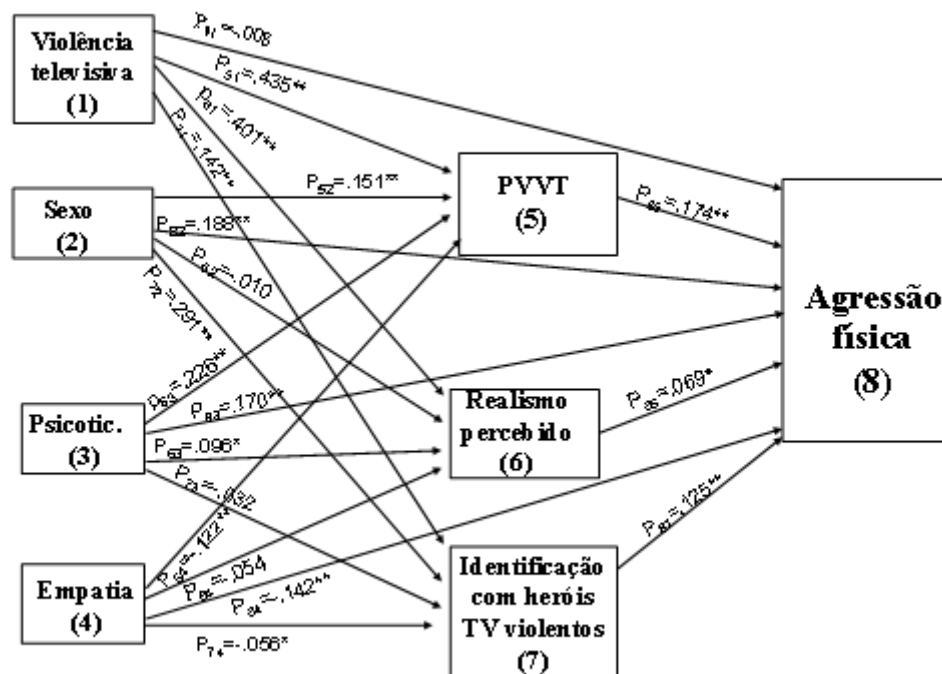 P₈₁=-.008
Violência
televisiva
(1)
P₅₁=.435**
P₆₁=.401**
P₇₁=.142**
Sexo
(2)
P₅₂=.151**
P₈₂=.188**
P₆₂=-.010
P₇₂=.291**
PVVT
(5)
P₈₅=.174**
Agressão
física
(8)
Psicotic.
(3)
P₅₃=.226**
P₈₃=.170**
P₆₃=.096*
P₇₃=-.032
Realismo
percebido
(6)
P₈₆=.069*
Empatia
(4)
P₅₄=-.122**
P₆₄=-.054
P₈₄=-.142**
P₇₄=-.056*
Identificação
com heróis
TV violentos
(7)
P₈₇=.125**